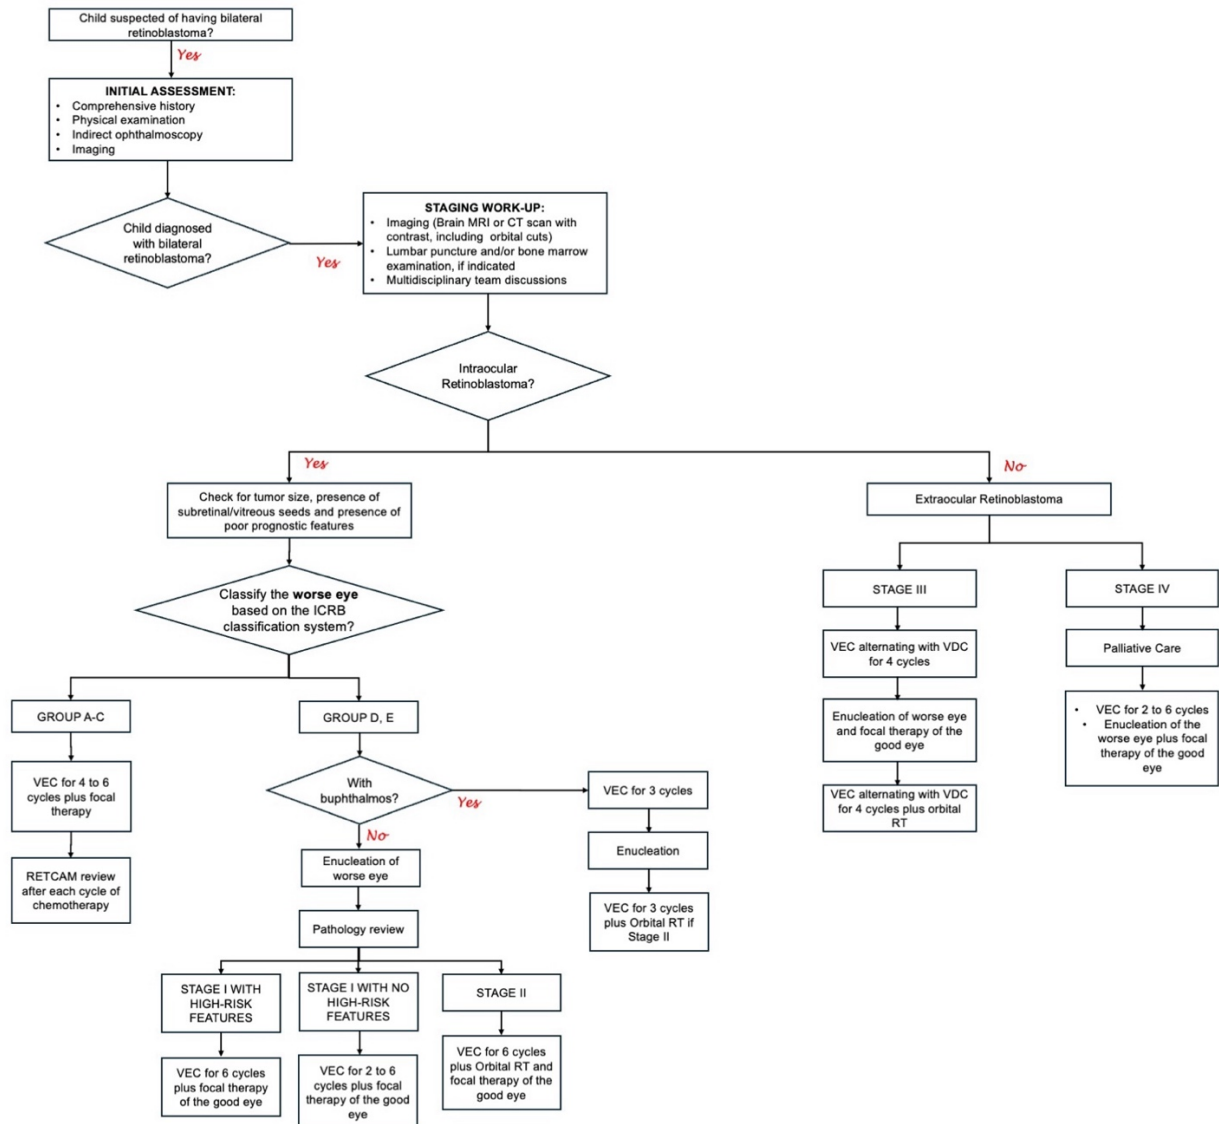 Child suspected of having bilateral
retinoblastoma?
Yes
INITIAL ASSESSMENT:
• Comprehensive history
• Physical examination
• Indirect ophthalmoscopy
• Imaging
Child diagnosed
with bilateral
retinoblastoma?
Yes
STAGING WORK-UP:
• Imaging (Brain MRI or CT scan with
contrast, including orbital cuts)
• Lumbar puncture and/or bone marrow
examination, if indicated
• Multidisciplinary team discussions
Intraocular
Retinoblastoma?
Yes
No
Check for tumor size, presence of
subretinal/vitreous seeds and presence of
poor prognostic features
Classify the worse eye
based on the ICRB
classification system?
GROUP A-C
VEC for 4 to 6
cycles plus focal
therapy
RETCAM review
after each cycle of
chemotherapy
GROUP D, E
With
buphthalmos?
Yes
No
VEC for 3 cycles
Enucleation
VEC for 3 cycles
plus Orbital RT if
Stage II
Enucleation of
worse eye
Pathology review
STAGE I WITH
HIGH-RISK
FEATURES
VEC for 6 cycles
plus focal therapy
of the good eye
STAGE I WITH NO
HIGH-RISK
FEATURES
VEC for 2 to 6
cycles plus focal
therapy of the good
eye
STAGE II
VEC for 6 cycles
plus Orbital RT and
focal therapy of the
good eye
Extraocular Retinoblastoma
STAGE III
VEC alternating with VDC
for 4 cycles
Enucleation of worse eye
and focal therapy of the
good eye
VEC alternating with VDC
for 4 cycles plus orbital
RT
STAGE IV
Palliative Care
• VEC for 2 to 6 cycles
• Enucleation of the
worse eye plus focal
therapy of the good
eye